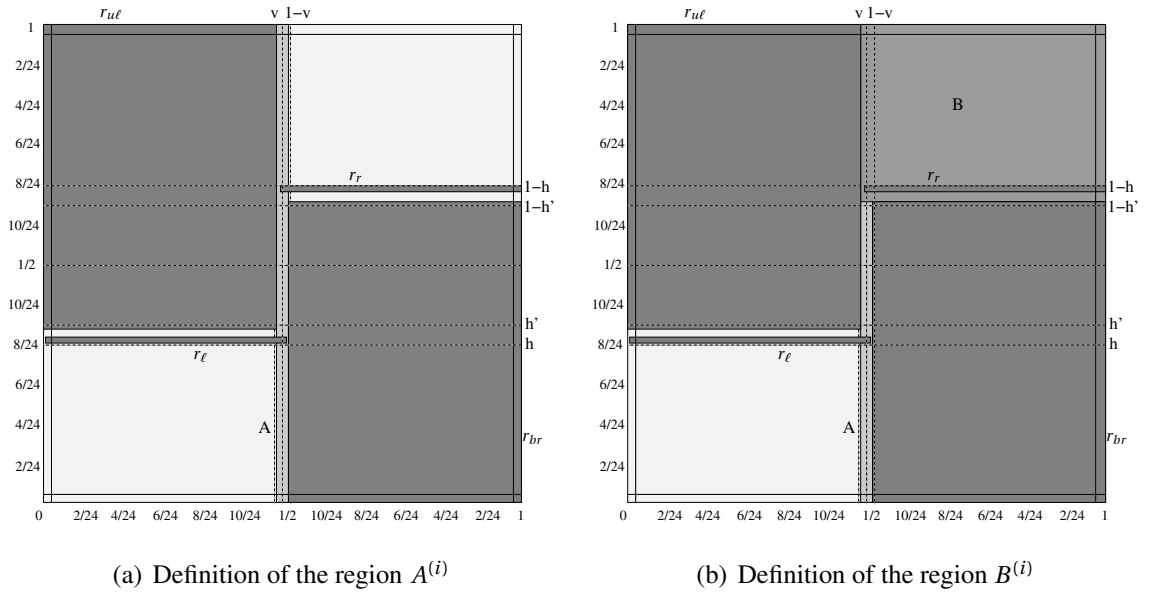 r_{uℓ} v 1−v
1
2/24
4/24
6/24
8/24
10/24
1/2
10/24
8/24
6/24
4/24
2/24
r_r
1−h
1−h’
h’
h
r_ℓ
A
r_{br}
0 2/24 4/24 6/24 8/24 10/24 1/2 10/24 8/24 6/24 4/24 2/24 1
(a) Definition of the region A^{(i)}
r_{uℓ} v 1−v
1
2/24
4/24
6/24
8/24
10/24
1/2
10/24
8/24
6/24
4/24
2/24
B
r_r
1−h
1−h’
h’
h
r_ℓ
A
r_{br}
0 2/24 4/24 6/24 8/24 10/24 1/2 10/24 8/24 6/24 4/24 2/24 1
(b) Definition of the region B^{(i)}